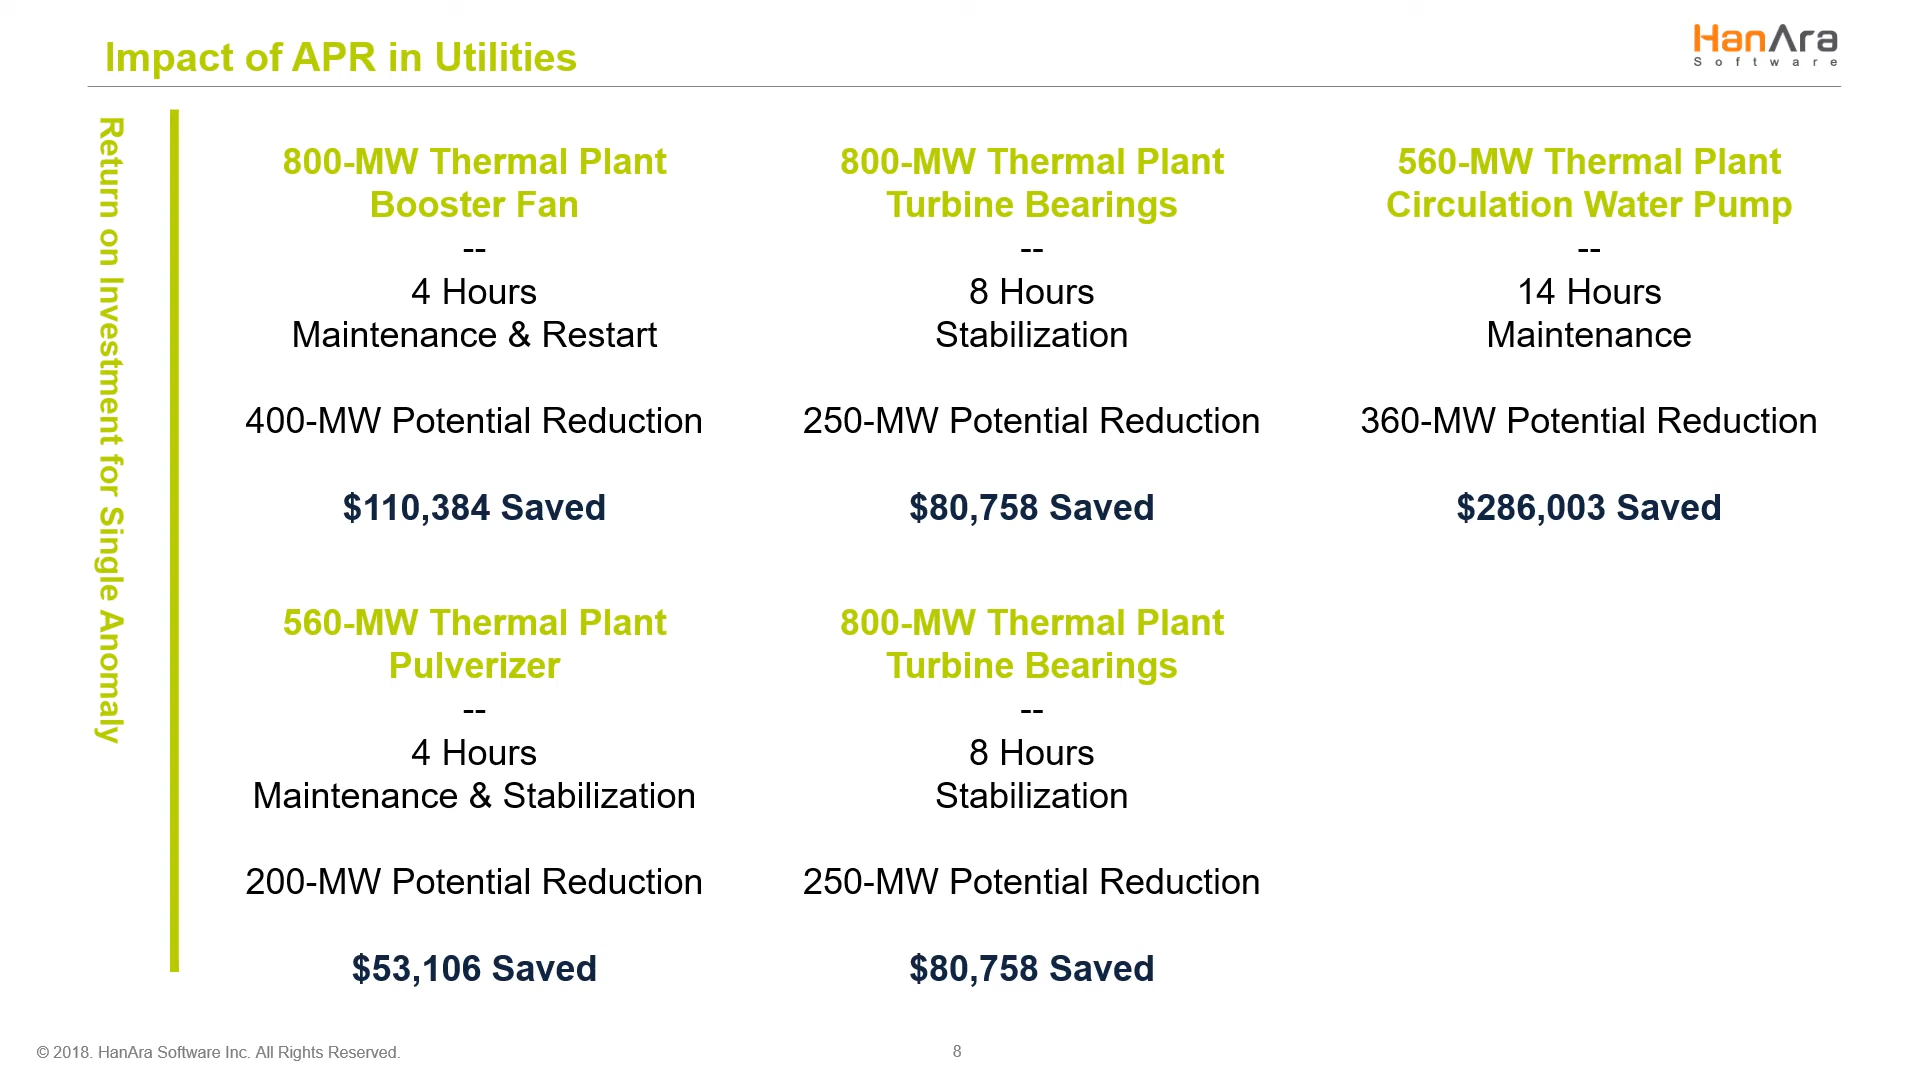 Impact of APR in Utilities
HanAra
Software
Return on Investment for Single Anomaly
800-MW Thermal Plant
Booster Fan
--
4 Hours
Maintenance & Restart
400-MW Potential Reduction
$110,384 Saved
800-MW Thermal Plant
Turbine Bearings
--
8 Hours
Stabilization
250-MW Potential Reduction
$80,758 Saved
560-MW Thermal Plant
Circulation Water Pump
--
14 Hours
Maintenance
360-MW Potential Reduction
$286,003 Saved
560-MW Thermal Plant
Pulverizer
--
4 Hours
Maintenance & Stabilization
200-MW Potential Reduction
$53,106 Saved
800-MW Thermal Plant
Turbine Bearings
--
8 Hours
Stabilization
250-MW Potential Reduction
$80,758 Saved
© 2018. HanAra Software Inc. All Rights Reserved.
8